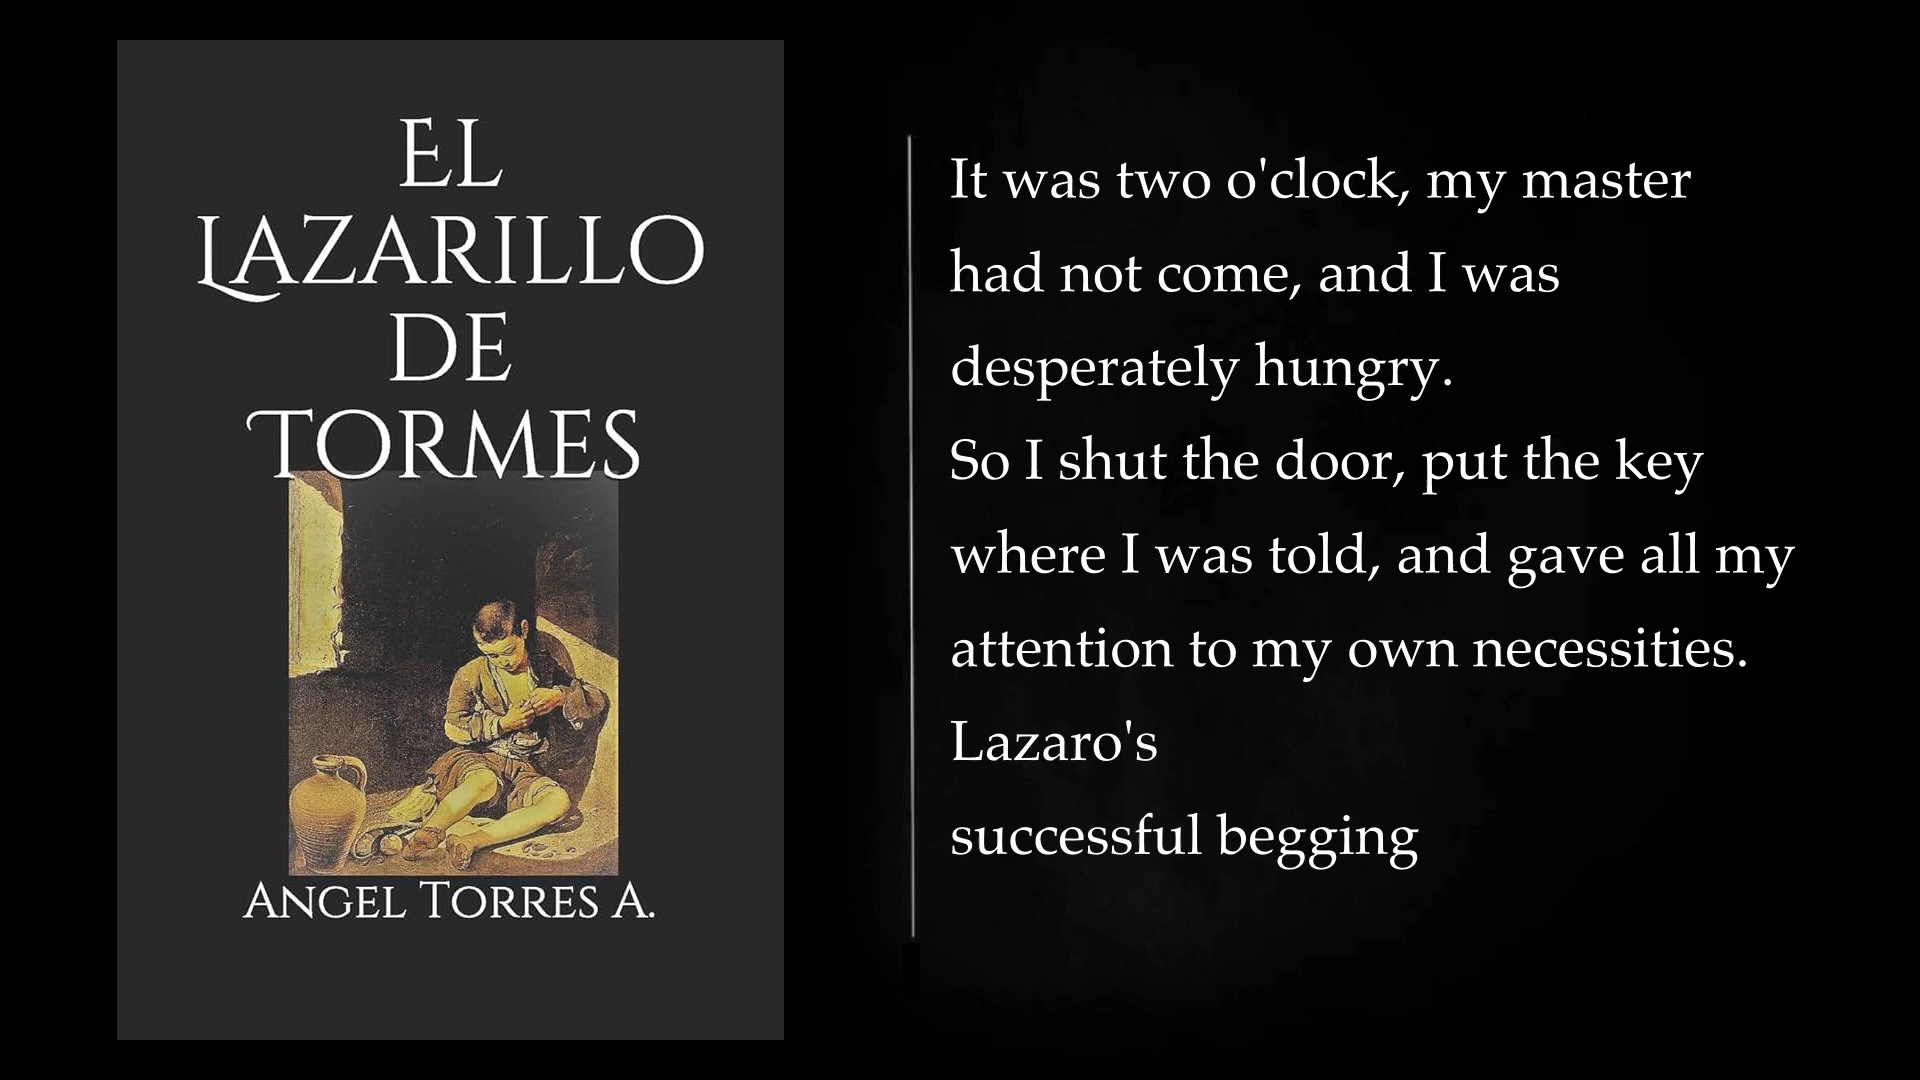 EL
LAZARILLO
DE
TORMES
ANGEL TORRES A.
It was two o'clock, my master
had not come, and I was
desperately hungry.
So I shut the door, put the key
where I was told, and gave all my
attention to my own necessities.
Lazaro's
successful begging